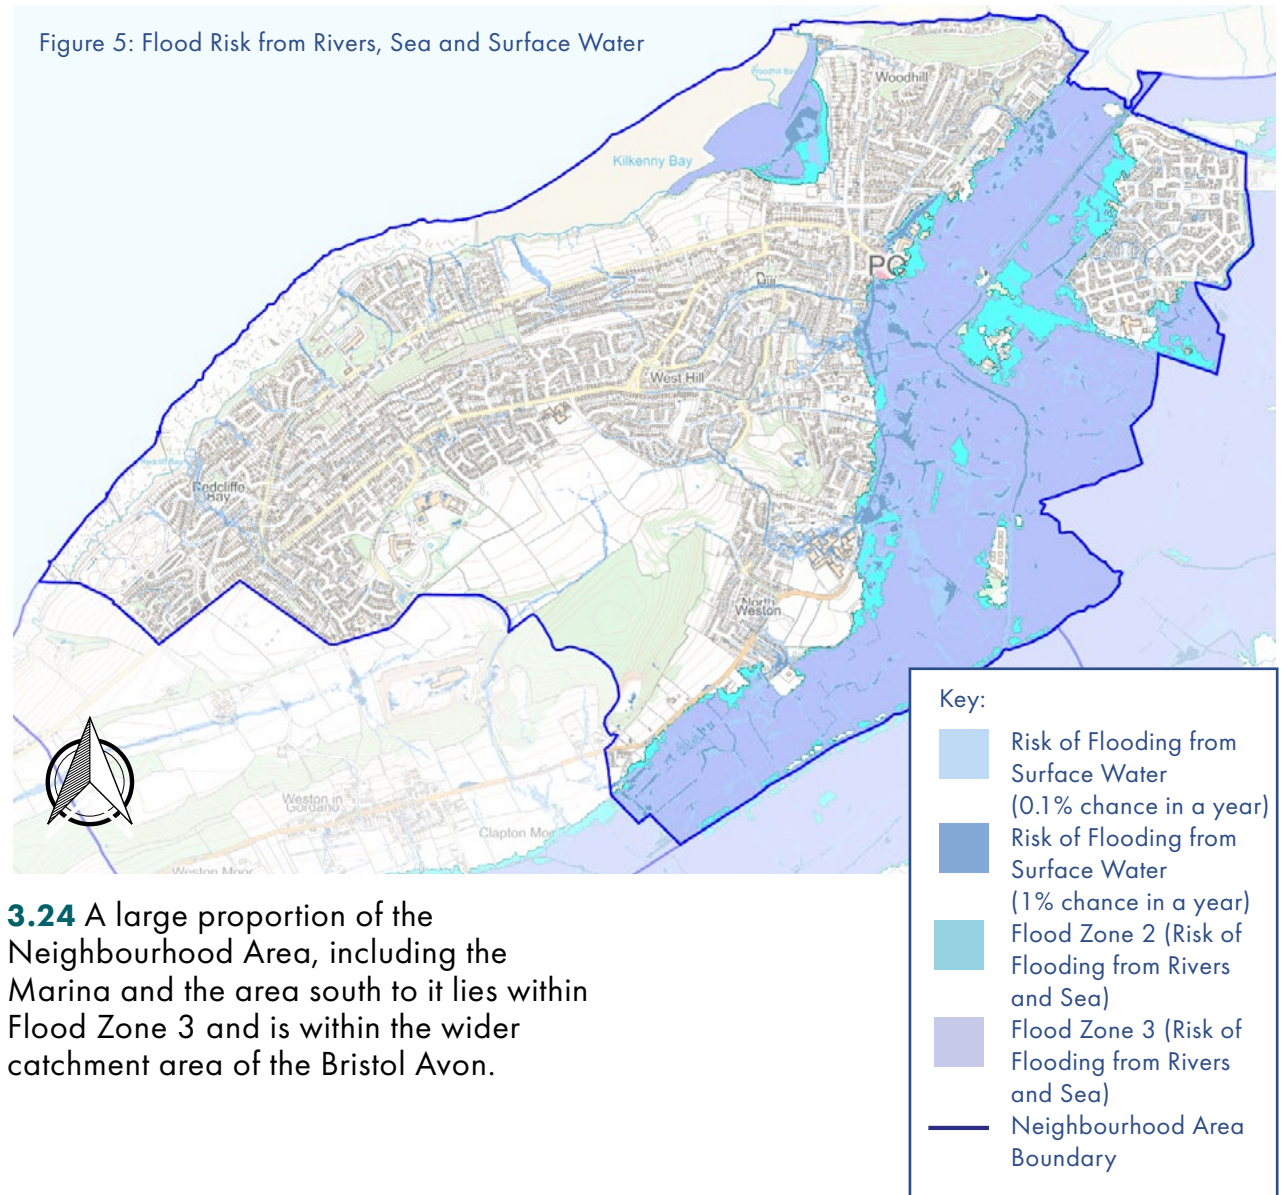 Figure 5: Flood Risk from Rivers, Sea and Surface Water
Woodhill Bay
Woodhill
Kilkenny Bay
West Hill
Redcliff Bay
Redcliffe
Bay
North
Weston
Weston in
Gordano
Clapton Moor
Weston Moor
Key:
Risk of Flooding from
Surface Water
(0.1% chance in a year)
Risk of Flooding from
Surface Water
(1% chance in a year)
Flood Zone 2 (Risk of
Flooding from Rivers
and Sea)
Flood Zone 3 (Risk of
Flooding from Rivers
and Sea)
Neighbourhood Area
Boundary
3.24 A large proportion of the
Neighbourhood Area, including the
Marina and the area south to it lies within
Flood Zone 3 and is within the wider
catchment area of the Bristol Avon.